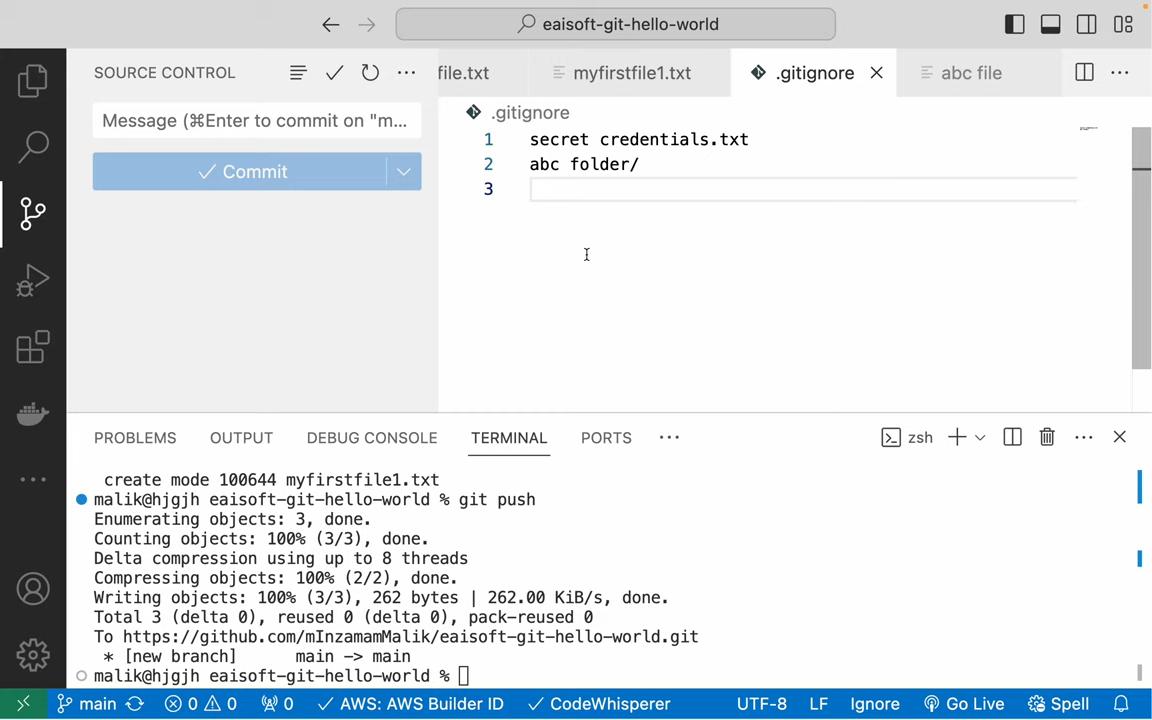 eaisoft-git-hello-world
SOURCE CONTROL
file.txt
myfirstfile1.txt
.gitignore
abc file
Message (⌘Enter to commit on "m...
Commit
.gitignore
1 secret credentials.txt
2 abc folder/
3
PROBLEMS OUTPUT DEBUG CONSOLE TERMINAL PORTS
zsh
create mode 100644 myfirstfile1.txt
malik@hjgjh eaisoft-git-hello-world % git push
Enumerating objects: 3, done.
Counting objects: 100% (3/3), done.
Delta compression using up to 8 threads
Compressing objects: 100% (2/2), done.
Writing objects: 100% (3/3), 262 bytes | 262.00 KiB/s, done.
Total 3 (delta 0), reused 0 (delta 0), pack-reused 0
To https://github.com/mInzamamMalik/eaisoft-git-hello-world.git
* [new branch] main -> main
malik@hjgjh eaisoft-git-hello-world %
main 0 0 0 AWS: AWS Builder ID CodeWhisperer UTF-8 LF Ignore Go Live Spell